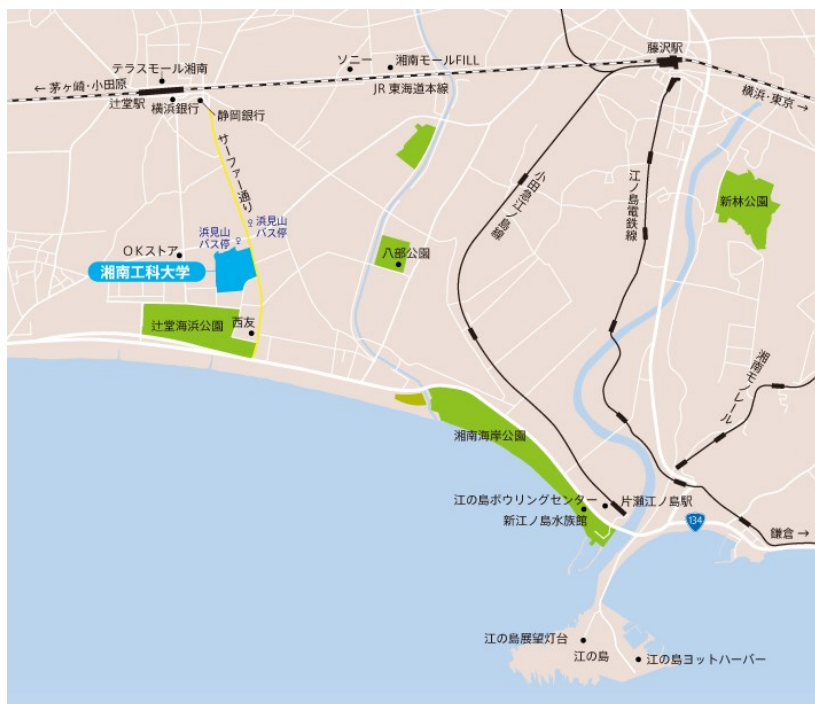 藤沢駅
ソニー
湘南モールFILL
テラスモール湘南
← 茅ヶ崎・小田原
JR 東海道本線
横浜・東京 →
辻堂駅
横浜銀行
静岡銀行
サーファー通り
小田急江ノ島線
江ノ島電鉄線
新林公園
浜見山
バス停
浜見山
バス停
OKストア
八部公園
湘南工科大学
辻堂海浜公園
西友
湘南モノレール
湘南海岸公園
江の島ボウリングセンター
片瀬江ノ島駅
新江ノ島水族館
134
鎌倉 →
江の島展望灯台
江の島
江の島ヨットハーバー